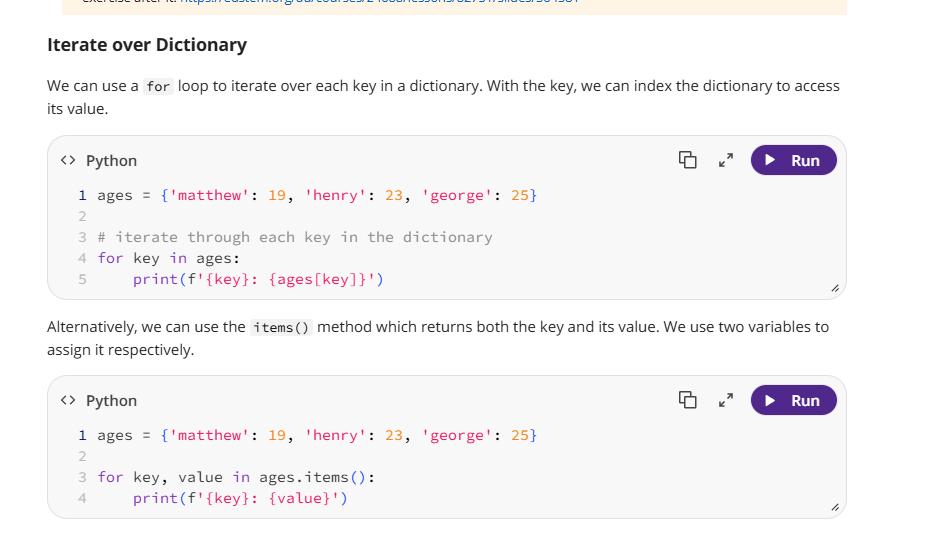 Iterate over Dictionary
We can use a for loop to iterate over each key in a dictionary. With the key, we can index the dictionary to access
its value.
<> Python
Run
1 ages = {'matthew': 19, 'henry': 23, 'george': 25}
2
3 # iterate through each key in the dictionary
4 for key in ages:
5     print(f'{key}: {ages[key]}')
Alternatively, we can use the items() method which returns both the key and its value. We use two variables to
assign it respectively.
<> Python
Run
1 ages = {'matthew': 19, 'henry': 23, 'george': 25}
2
3 for key, value in ages.items():
4     print(f'{key}: {value}')